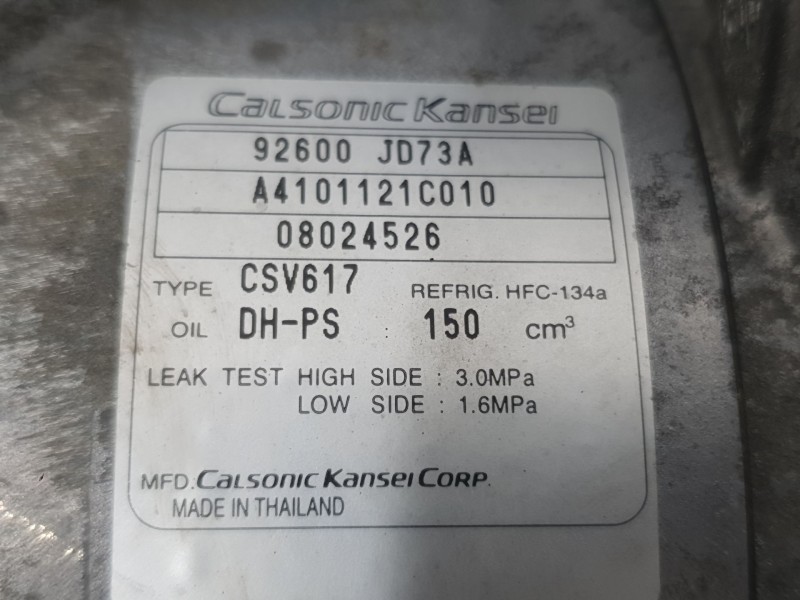 Calsonic Kansei
92600 JD73A
A4101121C010
08024526
TYPE CSV617 REFRIG. HFC-134a
OIL DH-PS : 150 cm³
LEAK TEST HIGH SIDE : 3.0MPa
LOW SIDE : 1.6MPa
MFD. Calsonic Kansei Corp.
MADE IN THAILAND